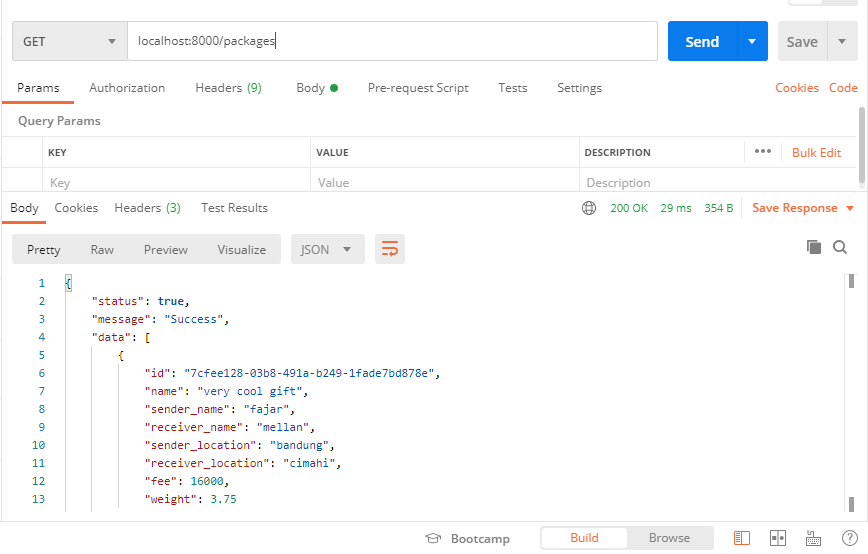 GET localhost:8000/packages Send Save
Params Authorization Headers (9) Body Pre-request Script Tests Settings Cookies Code
Query Params
KEY VALUE DESCRIPTION ••• Bulk Edit
Key Value Description
Body Cookies Headers (3) Test Results 200 OK 29 ms 354 B Save Response
Pretty Raw Preview Visualize JSON
1 {
2 "status": true,
3 "message": "Success",
4 "data": [
5 {
6 "id": "7cfee128-03b8-491a-b249-1fade7bd878e",
7 "name": "very cool gift",
8 "sender_name": "fajar",
9 "receiver_name": "mellan",
10 "sender_location": "bandung",
11 "receiver_location": "cimahi",
12 "fee": 16000,
13 "weight": 3.75
Bootcamp Build Browse ?